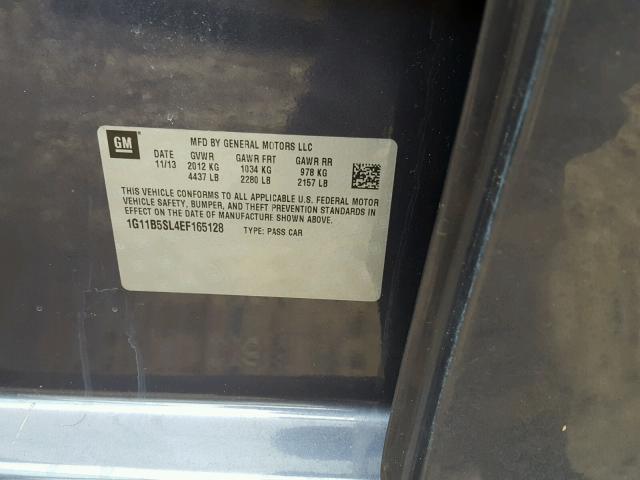 GM
MFD BY GENERAL MOTORS LLC
DATE GVWR GAWR FRT GAWR RR
11/13 2012 KG 1034 KG 978 KG
4437 LB 2280 LB 2157 LB
THIS VEHICLE CONFORMS TO ALL APPLICABLE U.S. FEDERAL MOTOR
VEHICLE SAFETY, BUMPER, AND THEFT PREVENTION STANDARDS IN
EFFECT ON THE DATE OF MANUFACTURE SHOWN ABOVE.
1G11B5SL4EF165128 TYPE: PASS CAR